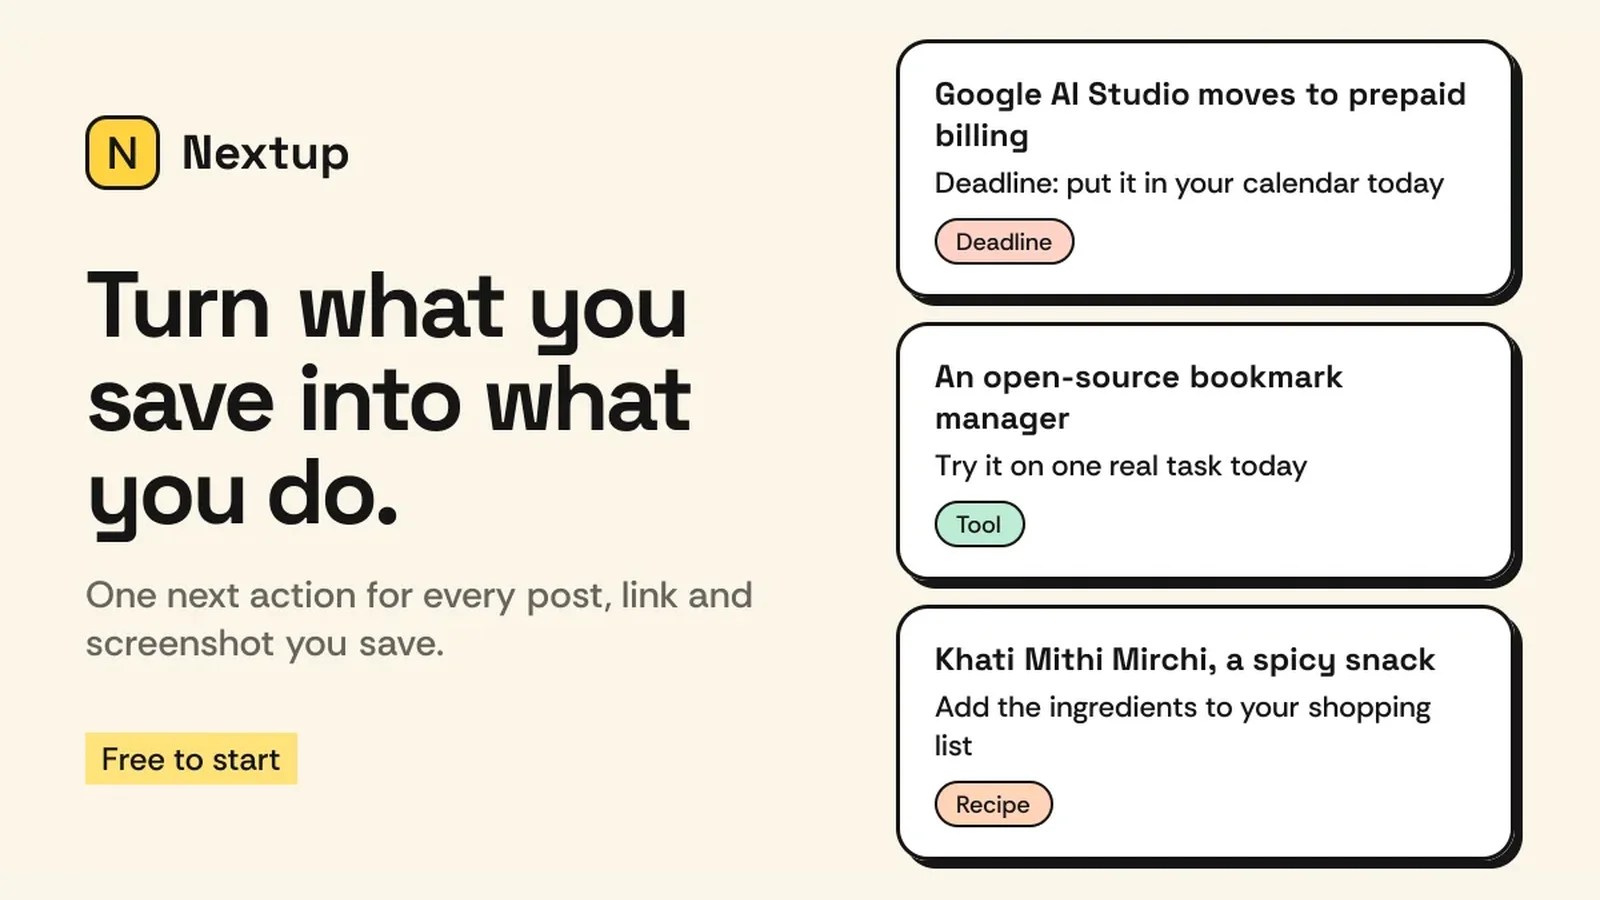 N
Nextup
Turn what you
save into what
you do.
One next action for every post, link and
screenshot you save.
Free to start
Google AI Studio moves to prepaid
billing
Deadline: put it in your calendar today
Deadline
An open-source bookmark
manager
Try it on one real task today
Tool
Khati Mithi Mirchi, a spicy snack
Add the ingredients to your shopping
list
Recipe